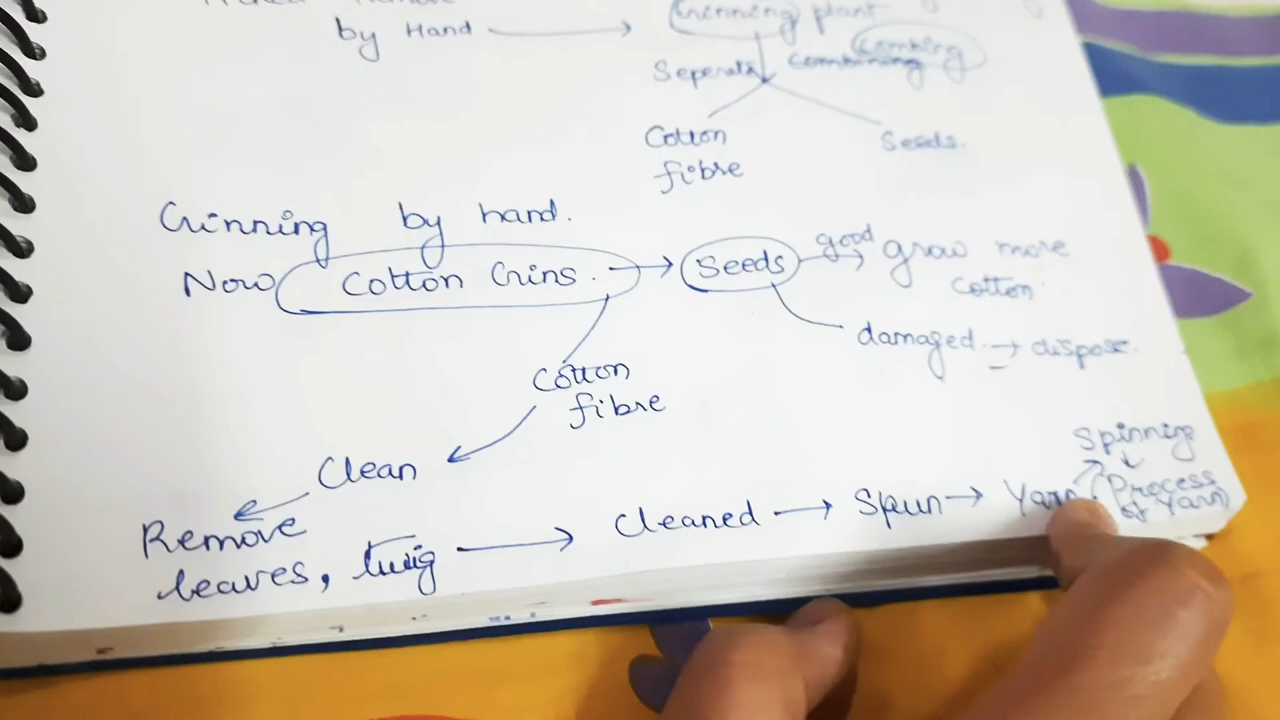 by Hand → Ginning plant
Seperate Combining Combing
Cotton fibre
Seeds.
Ginning by hand.
Now Cotton Gins. → Seeds good → grow more cotton
damaged. → dispose.
Cotton fibre
Clean
Remove leaves, twig → Cleaned → Spun → Yarn
Spinning
(Process of Yarn)